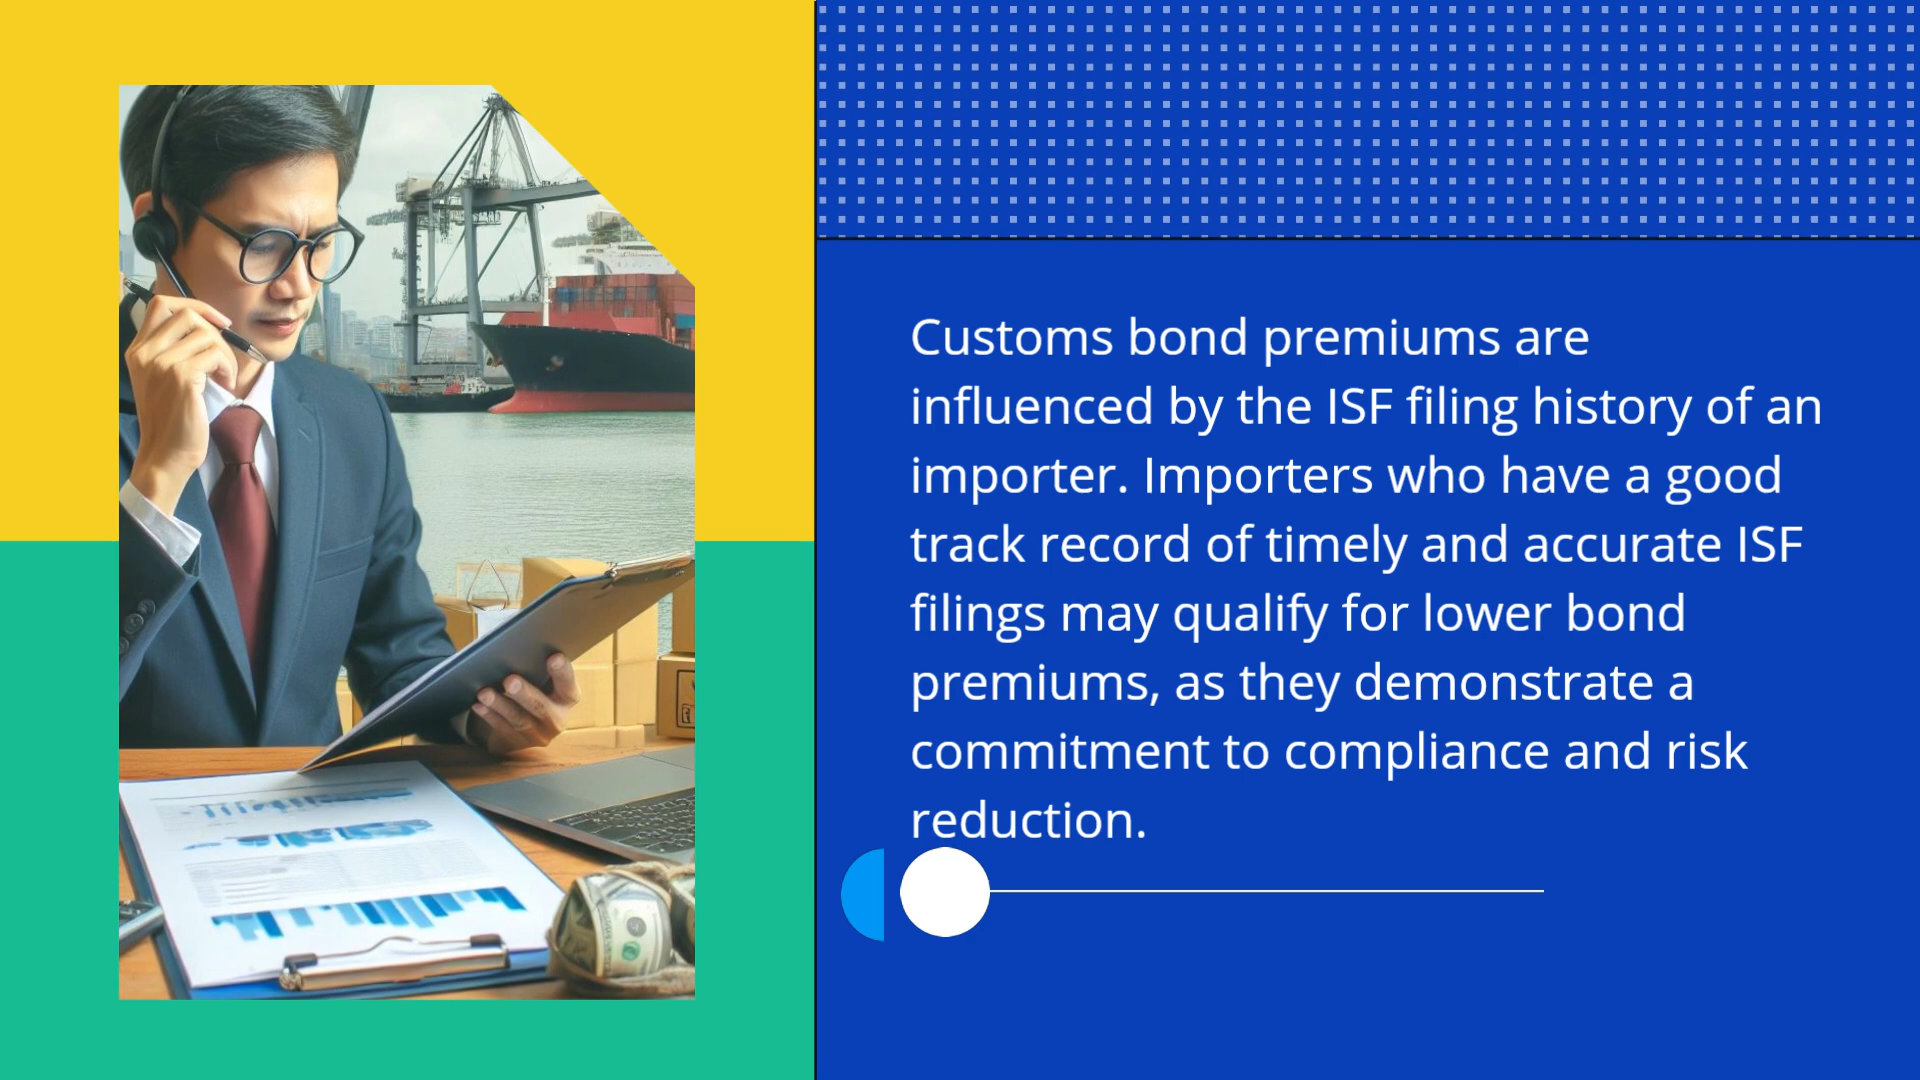 Customs bond premiums are
influenced by the ISF filing history of an
importer. Importers who have a good
track record of timely and accurate ISF
filings may qualify for lower bond
premiums, as they demonstrate a
commitment to compliance and risk
reduction.